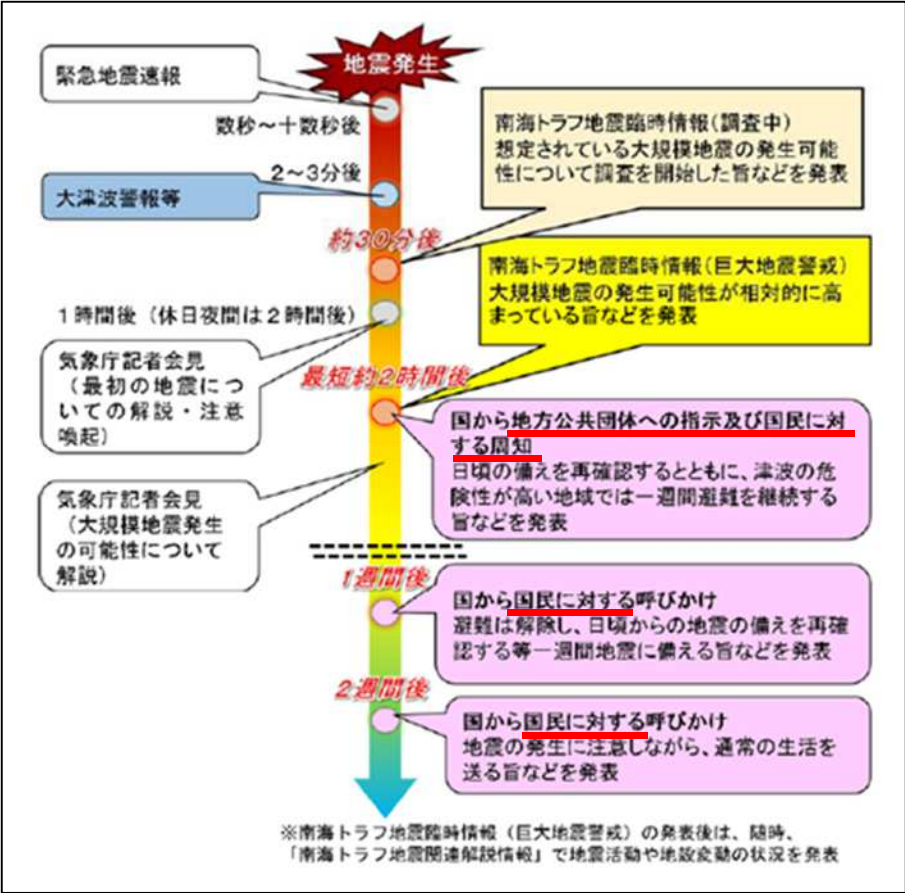 地震発生
緊急地震速報
数秒～十数秒後
南海トラフ地震臨時情報(調査中)
想定されている大規模地震の発生可能
性について調査を開始した旨などを発表
2～3分後
大津波警報等
約30分後
南海トラフ地震臨時情報(巨大地震警戒)
大規模地震の発生可能性が相対的に高
まっている旨などを発表
1時間後（休日夜間は2時間後）
気象庁記者会見
（最初の地震につ
いての解説・注意
喚起）
最短約2時間後
国から地方公共団体への指示及び国民に対
する周知
日頃の備えを再確認するとともに、津波の危
険性が高い地域では一週間避難を継続する
旨などを発表
気象庁記者会見
（大規模地震発生
の可能性について
解説）
1週間後
国から国民に対する呼びかけ
避難は解除し、日頃からの地震の備えを再確
認する等一週間地震に備える旨などを発表
2週間後
国から国民に対する呼びかけ
地震の発生に注意しながら、通常の生活を
送る旨などを発表
※南海トラフ地震臨時情報（巨大地震警戒）の発表後は、随時、
「南海トラフ地震関連解説情報」で地震活動や地殻変動の状況を発表